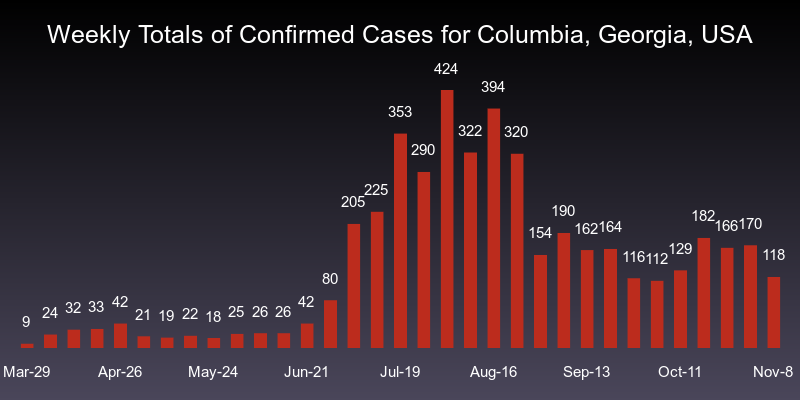 Weekly Totals of Confirmed Cases for Columbia, Georgia, USA
9 24 32 33 42 21 19 22 18 25 26 26 42 80 205 225 353 290 424 322 394 320 154 190 162 164 116 112 129 182 166 170 118
Mar-29 Apr-26 May-24 Jun-21 Jul-19 Aug-16 Sep-13 Oct-11 Nov-8